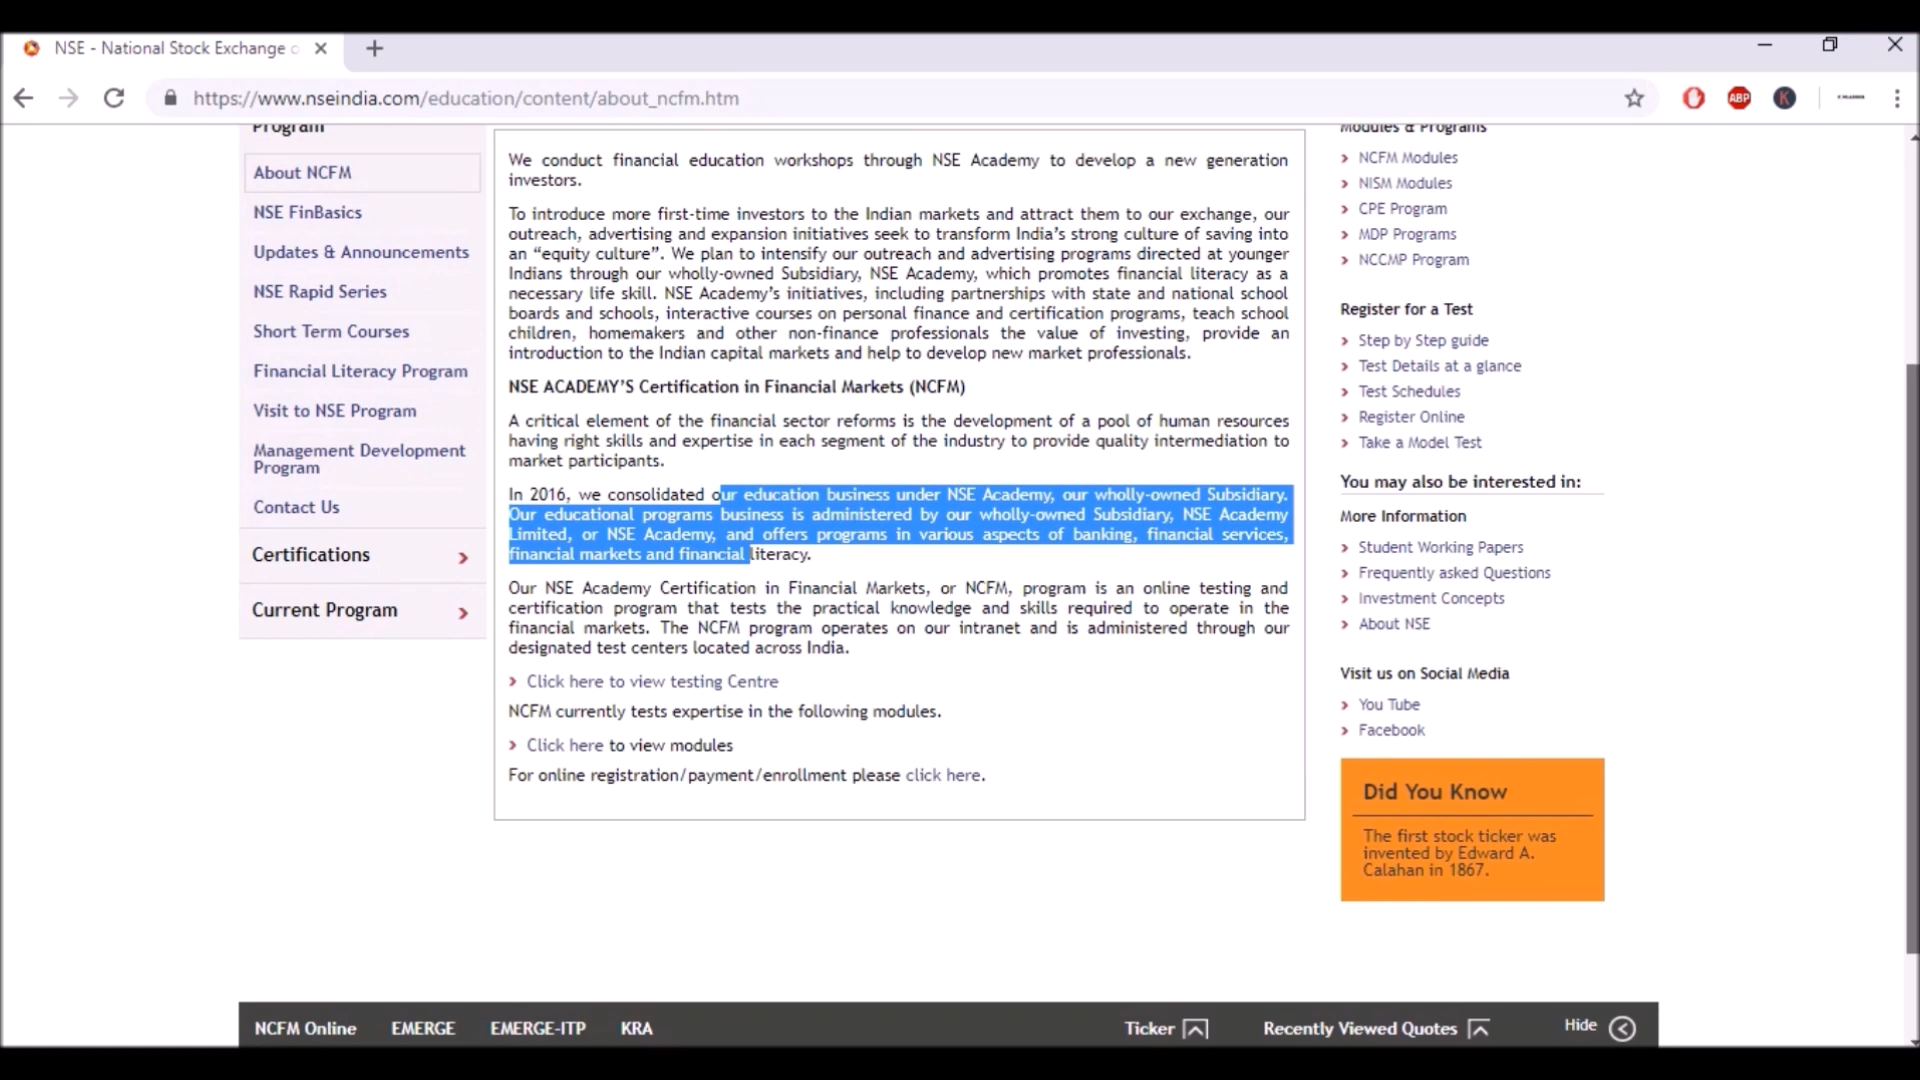 NSE - National Stock Exchange o
https://www.nseindia.com/education/content/about_ncfm.htm
ABP
K
Program
About NCFM
NSE FinBasics
Updates & Announcements
NSE Rapid Series
Short Term Courses
Financial Literacy Program
Visit to NSE Program
Management Development
Program
Contact Us
Certifications
Current Program
We conduct financial education workshops through NSE Academy to develop a new generation
investors.
To introduce more first-time investors to the Indian markets and attract them to our exchange, our
outreach, advertising and expansion initiatives seek to transform India’s strong culture of saving into
an “equity culture”. We plan to intensify our outreach and advertising programs directed at younger
Indians through our wholly-owned Subsidiary, NSE Academy, which promotes financial literacy as a
necessary life skill. NSE Academy’s initiatives, including partnerships with state and national school
boards and schools, interactive courses on personal finance and certification programs, teach school
children, homemakers and other non-finance professionals the value of investing, provide an
introduction to the Indian capital markets and help to develop new market professionals.
NSE ACADEMY’S Certification in Financial Markets (NCFM)
A critical element of the financial sector reforms is the development of a pool of human resources
having right skills and expertise in each segment of the industry to provide quality intermediation to
market participants.
In 2016, we consolidated our education business under NSE Academy, our wholly-owned Subsidiary.
Our educational programs business is administered by our wholly-owned Subsidiary, NSE Academy
Limited, or NSE Academy, and offers programs in various aspects of banking, financial services,
financial markets and financial literacy.
Our NSE Academy Certification in Financial Markets, or NCFM, program is an online testing and
certification program that tests the practical knowledge and skills required to operate in the
financial markets. The NCFM program operates on our intranet and is administered through our
designated test centers located across India.
Click here to view testing Centre
NCFM currently tests expertise in the following modules.
Click here to view modules
For online registration/payment/enrollment please click here.
Modules & Programs
NCFM Modules
NISM Modules
CPE Program
MDP Programs
NCCMP Program
Register for a Test
Step by Step guide
Test Details at a glance
Test Schedules
Register Online
Take a Model Test
You may also be interested in:
More Information
Student Working Papers
Frequently asked Questions
Investment Concepts
About NSE
Visit us on Social Media
You Tube
Facebook
Did You Know
The first stock ticker was
invented by Edward A.
Calahan in 1867.
NCFM Online EMERGE EMERGE-ITP KRA Ticker Recently Viewed Quotes Hide